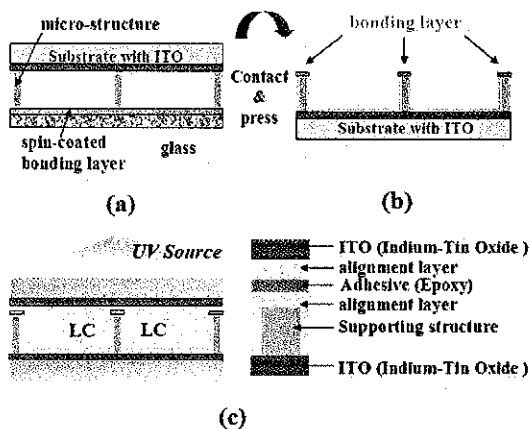 micro-structure
Substrate with ITO
spin-coated
bonding layer
glass
(a)
Contact
&
press
bonding layer
Substrate with ITO
(b)
UV Source
LC LC
ITO (Indium-Tin Oxide )
alignment layer
Adhesive (Epoxy)
alignment layer
Supporting structure
ITO (Indium-Tin Oxide )
(c)